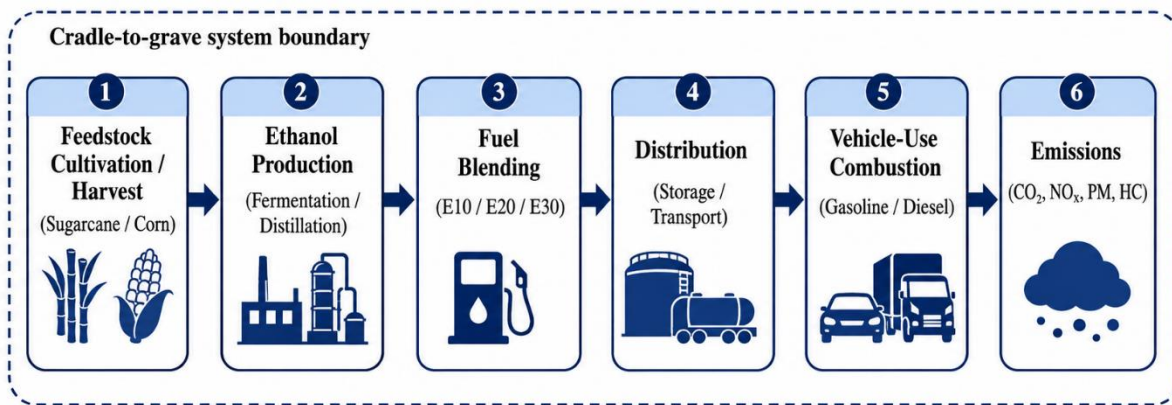 Cradle-to-grave system boundary
1
Feedstock
Cultivation /
Harvest
(Sugarcane / Corn)
2
Ethanol
Production
(Fermentation /
Distillation)
3
Fuel
Blending
(E10 / E20 / E30)
4
Distribution
(Storage /
Transport)
5
Vehicle-Use
Combustion
(Gasoline / Diesel)
6
Emissions
(CO₂, NOₓ, PM, HC)